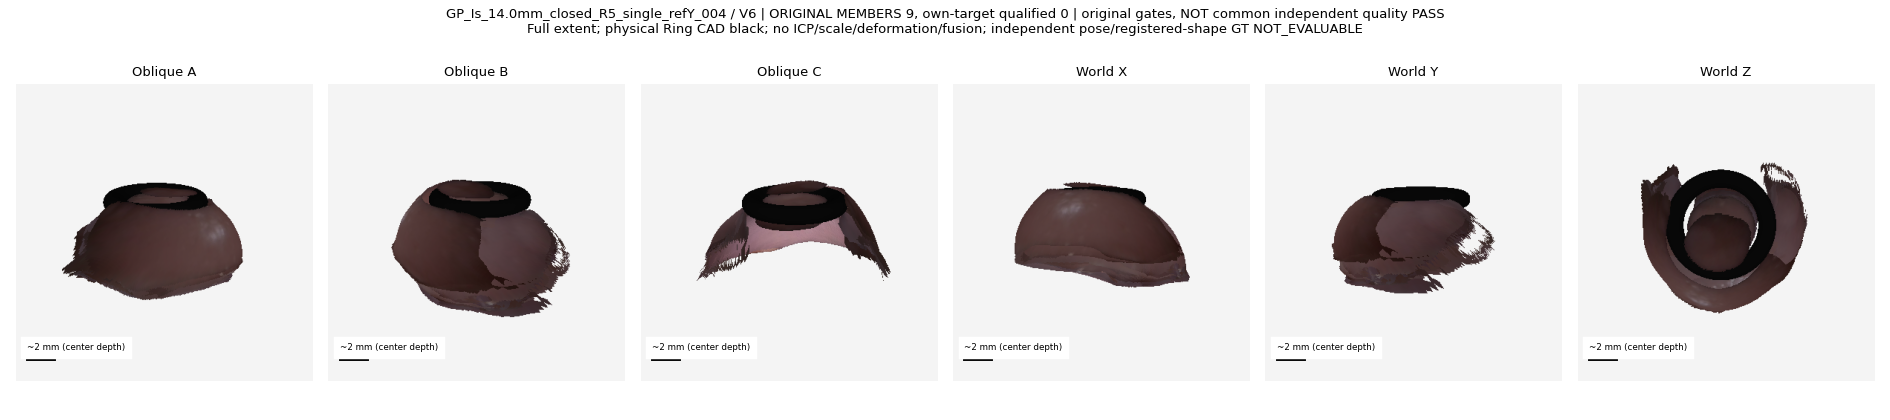 GP_Is_14.0mm_closed_R5_single_refY_004 / V6 | ORIGINAL MEMBERS 9, own-target qualified 0 | original gates, NOT common independent quality PASS
Full extent; physical Ring CAD black; no ICP/scale/deformation/fusion; independent pose/registered-shape GT NOT_EVALUABLE
Oblique A
Oblique B
Oblique C
World X
World Y
World Z
~2 mm (center depth)
~2 mm (center depth)
~2 mm (center depth)
~2 mm (center depth)
~2 mm (center depth)
~2 mm (center depth)